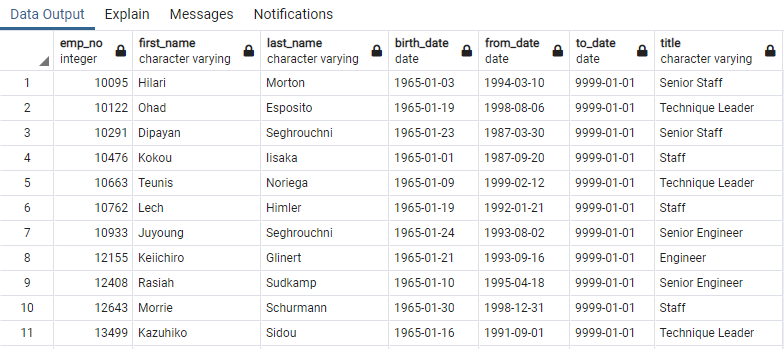 Data Output Explain Messages Notifications
emp_no first_name last_name birth_date from_date to_date title
integer character varying character varying date date date character varying
1 10095 Hilari Morton 1965-01-03 1994-03-10 9999-01-01 Senior Staff
2 10122 Ohad Esposito 1965-01-19 1998-08-06 9999-01-01 Technique Leader
3 10291 Dipayan Seghrouchni 1965-01-23 1987-03-30 9999-01-01 Senior Staff
4 10476 Kokou Iisaka 1965-01-01 1987-09-20 9999-01-01 Staff
5 10663 Teunis Noriega 1965-01-09 1999-02-12 9999-01-01 Technique Leader
6 10762 Lech Himler 1965-01-19 1992-01-21 9999-01-01 Staff
7 10933 Juyoung Seghrouchni 1965-01-24 1993-08-02 9999-01-01 Senior Engineer
8 12155 Keiichiro Glinert 1965-01-21 1993-09-16 9999-01-01 Engineer
9 12408 Rasiah Sudkamp 1965-01-10 1995-04-18 9999-01-01 Senior Engineer
10 12643 Morrie Schurmann 1965-01-30 1998-12-31 9999-01-01 Staff
11 13499 Kazuhiko Sidou 1965-01-16 1991-09-01 9999-01-01 Technique Leader